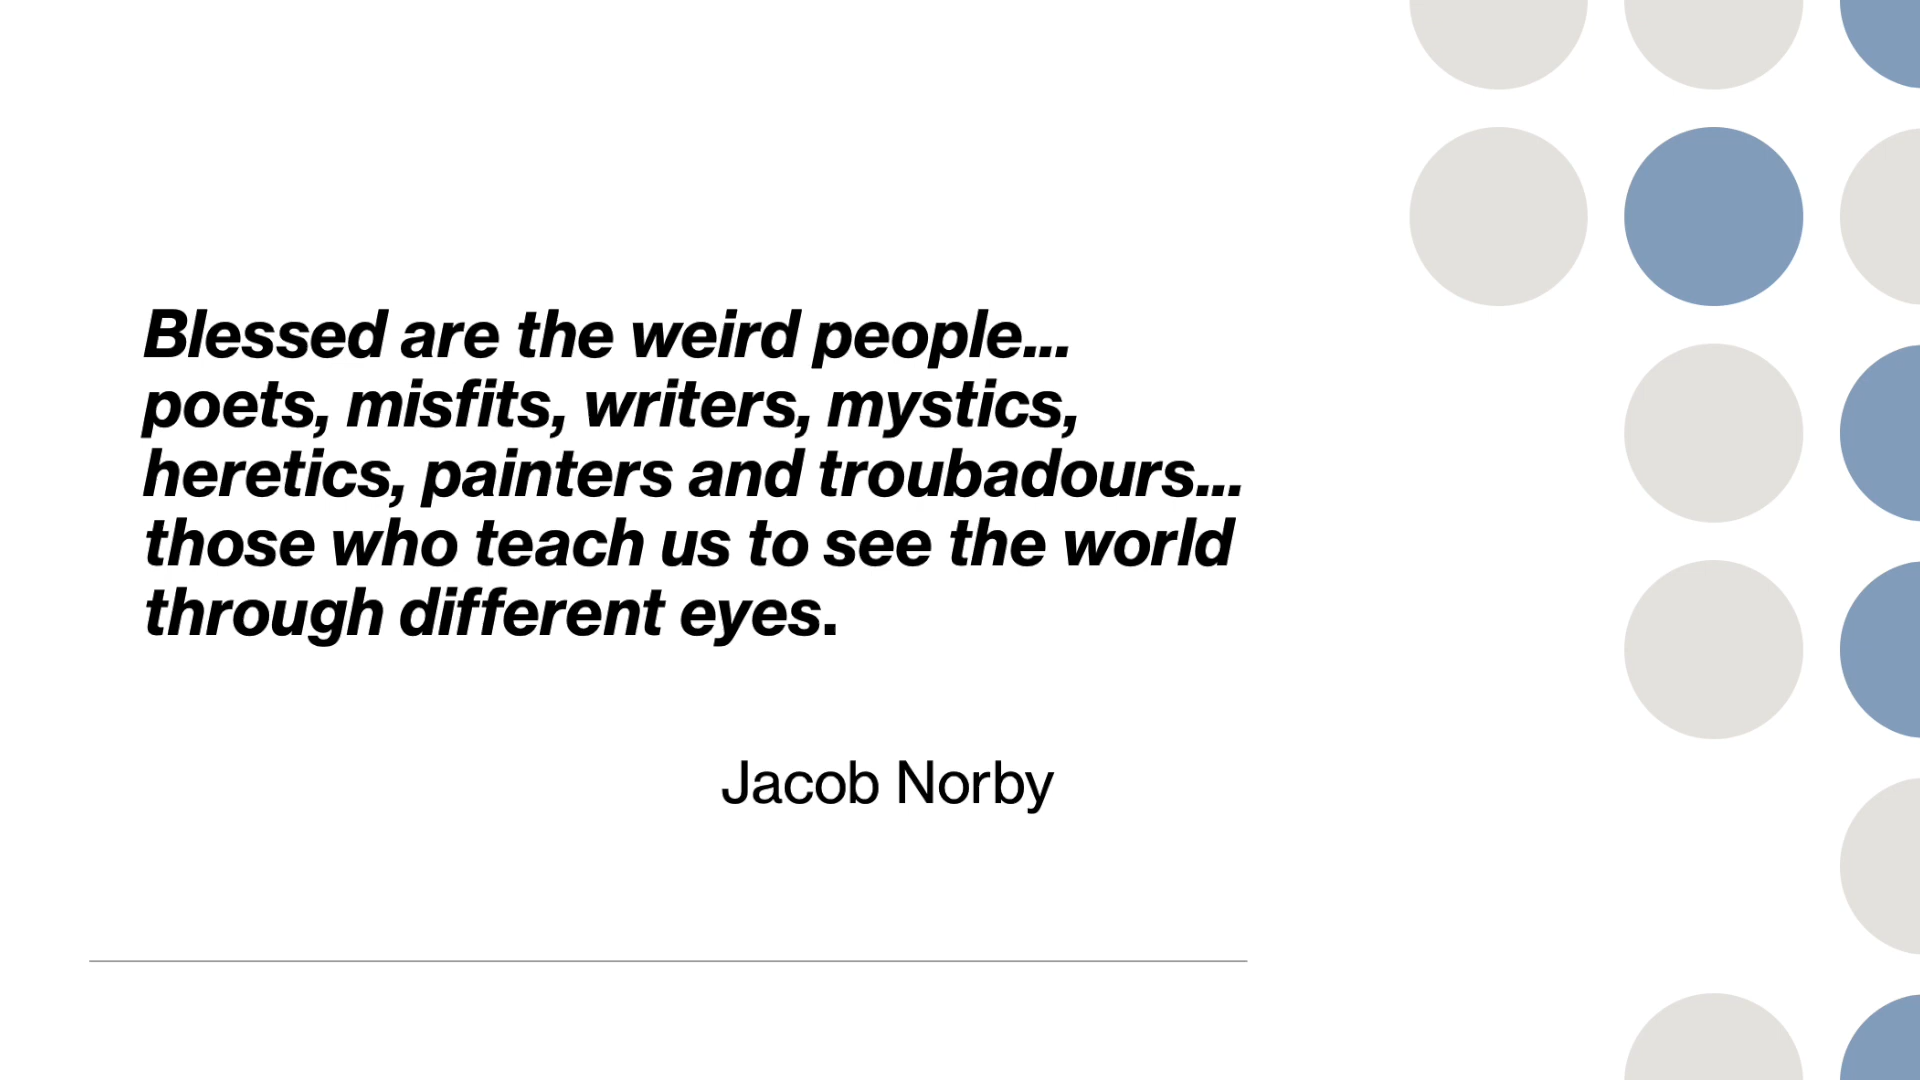 Blessed are the weird people...
poets, misfits, writers, mystics,
heretics, painters and troubadours...
those who teach us to see the world
through different eyes.
Jacob Norby